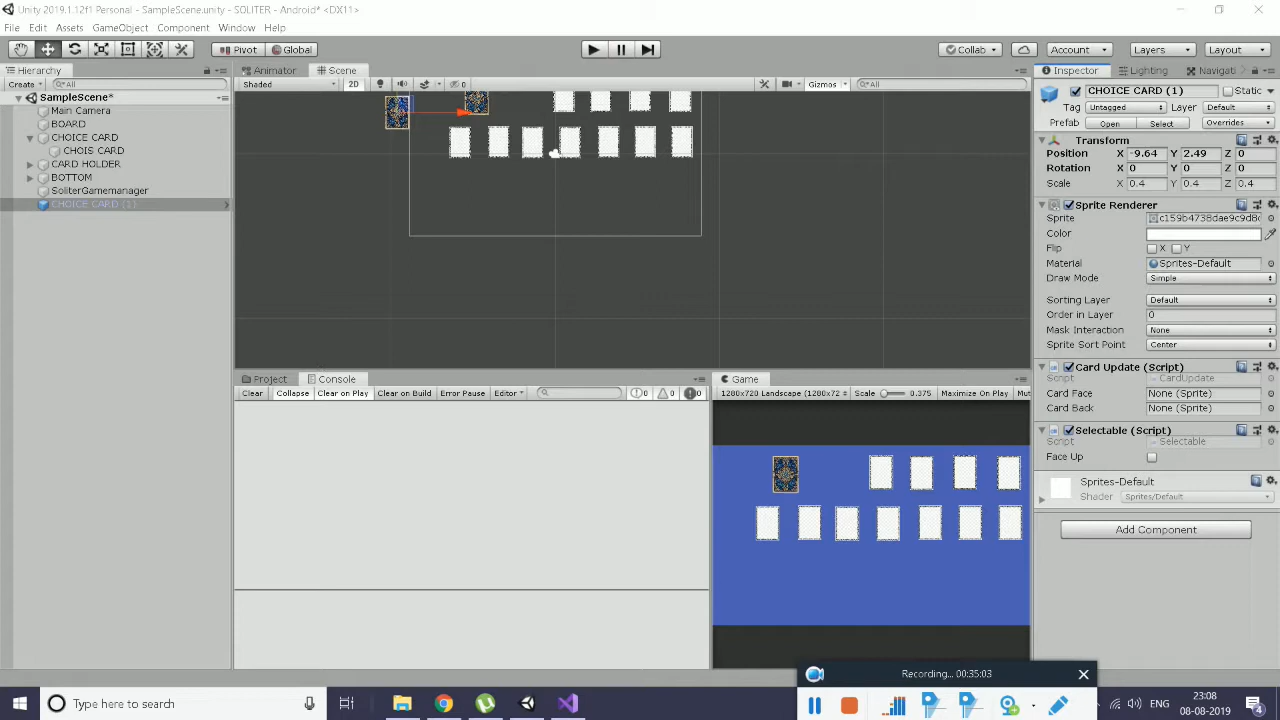 Unity 2019.1.12f1 Personal - SampleScene.unity - SOLITER - Android* <DX11>
File Edit Assets GameObject Component Window Help
Pivot Global Collab Account Layers Layout
Hierarchy Animator Scene Inspector Lighting Navigati
Create All Shaded 2D 0 Gizmos All
SampleScene*
Main Camera
BOARD
CHOICE CARD
CHOIS CARD
CARD HOLDER
BOTTOM
SoliterGamemanager
CHOICE CARD (1)
CHOICE CARD (1) Static
Tag Untagged Layer Default
Prefab Open Select Overrides
Transform
Position X -9.64 Y 2.49 Z 0
Rotation X 0 Y 0 Z 0
Scale X 0.4 Y 0.4 Z 0.4
Sprite Renderer
Sprite c159b4738dae9c9d8
Color
Flip X Y
Material Sprites-Default
Draw Mode Simple
Sorting Layer Default
Order in Layer 0
Mask Interaction None
Sprite Sort Point Center
Card Update (Script)
Script CardUpdate
Card Face None (Sprite)
Card Back None (Sprite)
Selectable (Script)
Script Selectable
Face Up
Sprites-Default
Shader Sprites/Default
Add Component
Project Console Game
Clear Collapse Clear on Play Clear on Build Error Pause Editor 0 0 0
1280x720 Landscape (1280x72 Scale 0.375 Maximize On Play Mut
Recording... 00:35:03
Type here to search
ENG 23:08
08-08-2019